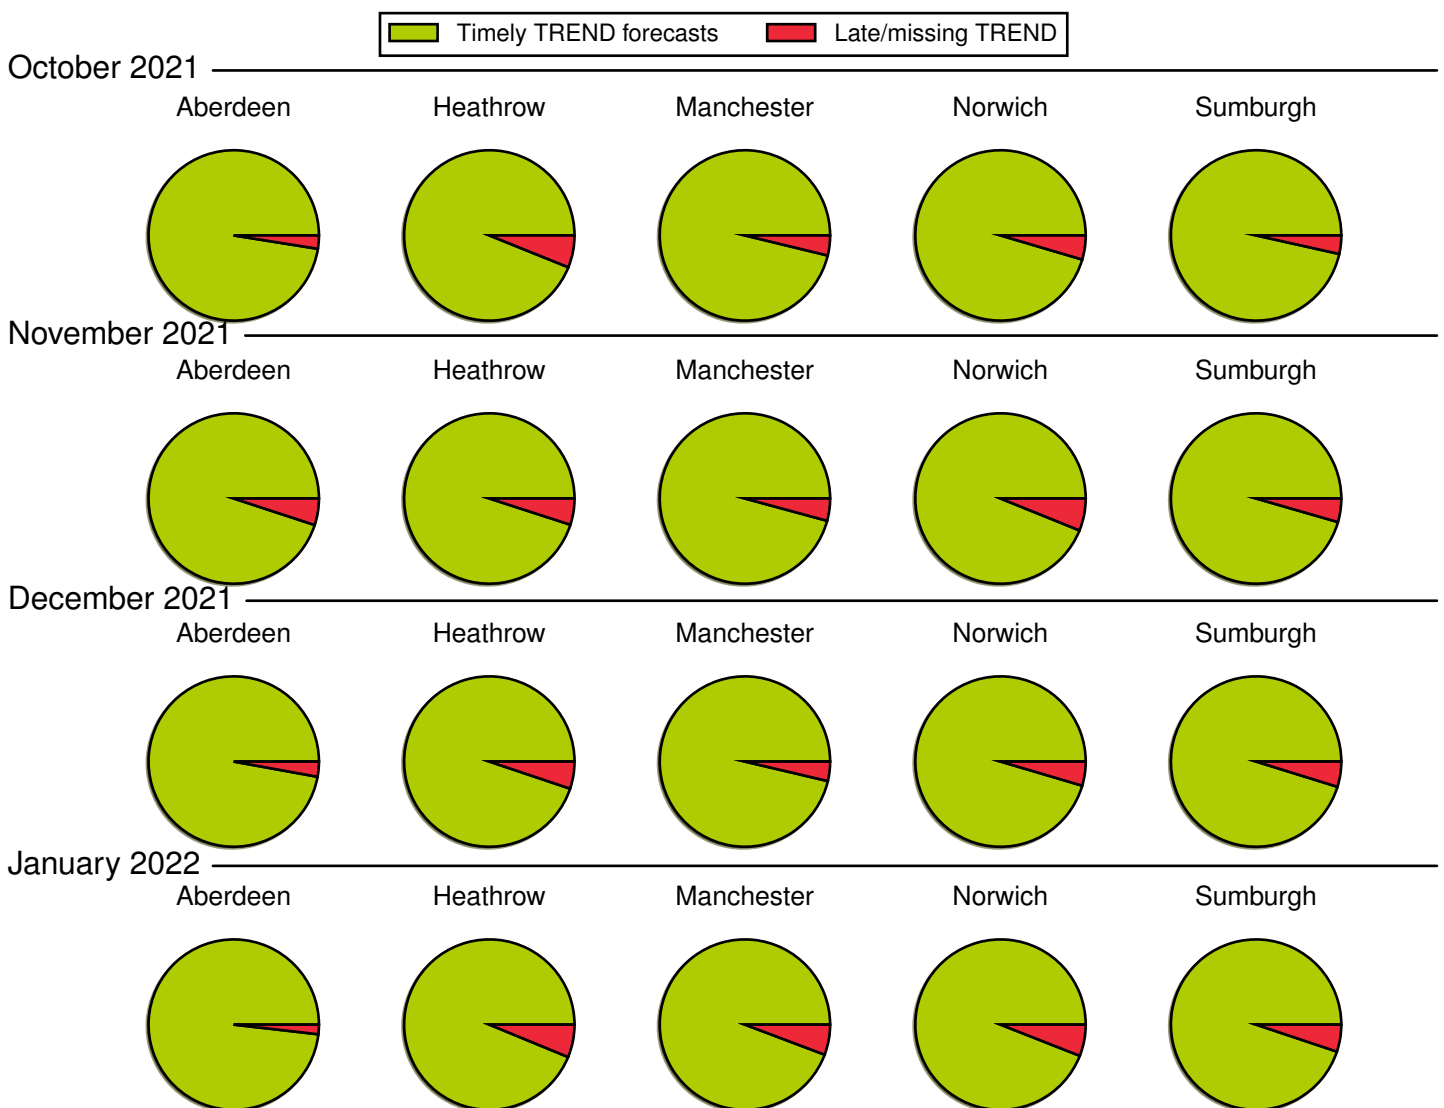 Timely TREND forecasts Late/missing TREND
October 2021
Aberdeen Heathrow Manchester Norwich Sumburgh
November 2021
Aberdeen Heathrow Manchester Norwich Sumburgh
December 2021
Aberdeen Heathrow Manchester Norwich Sumburgh
January 2022
Aberdeen Heathrow Manchester Norwich Sumburgh